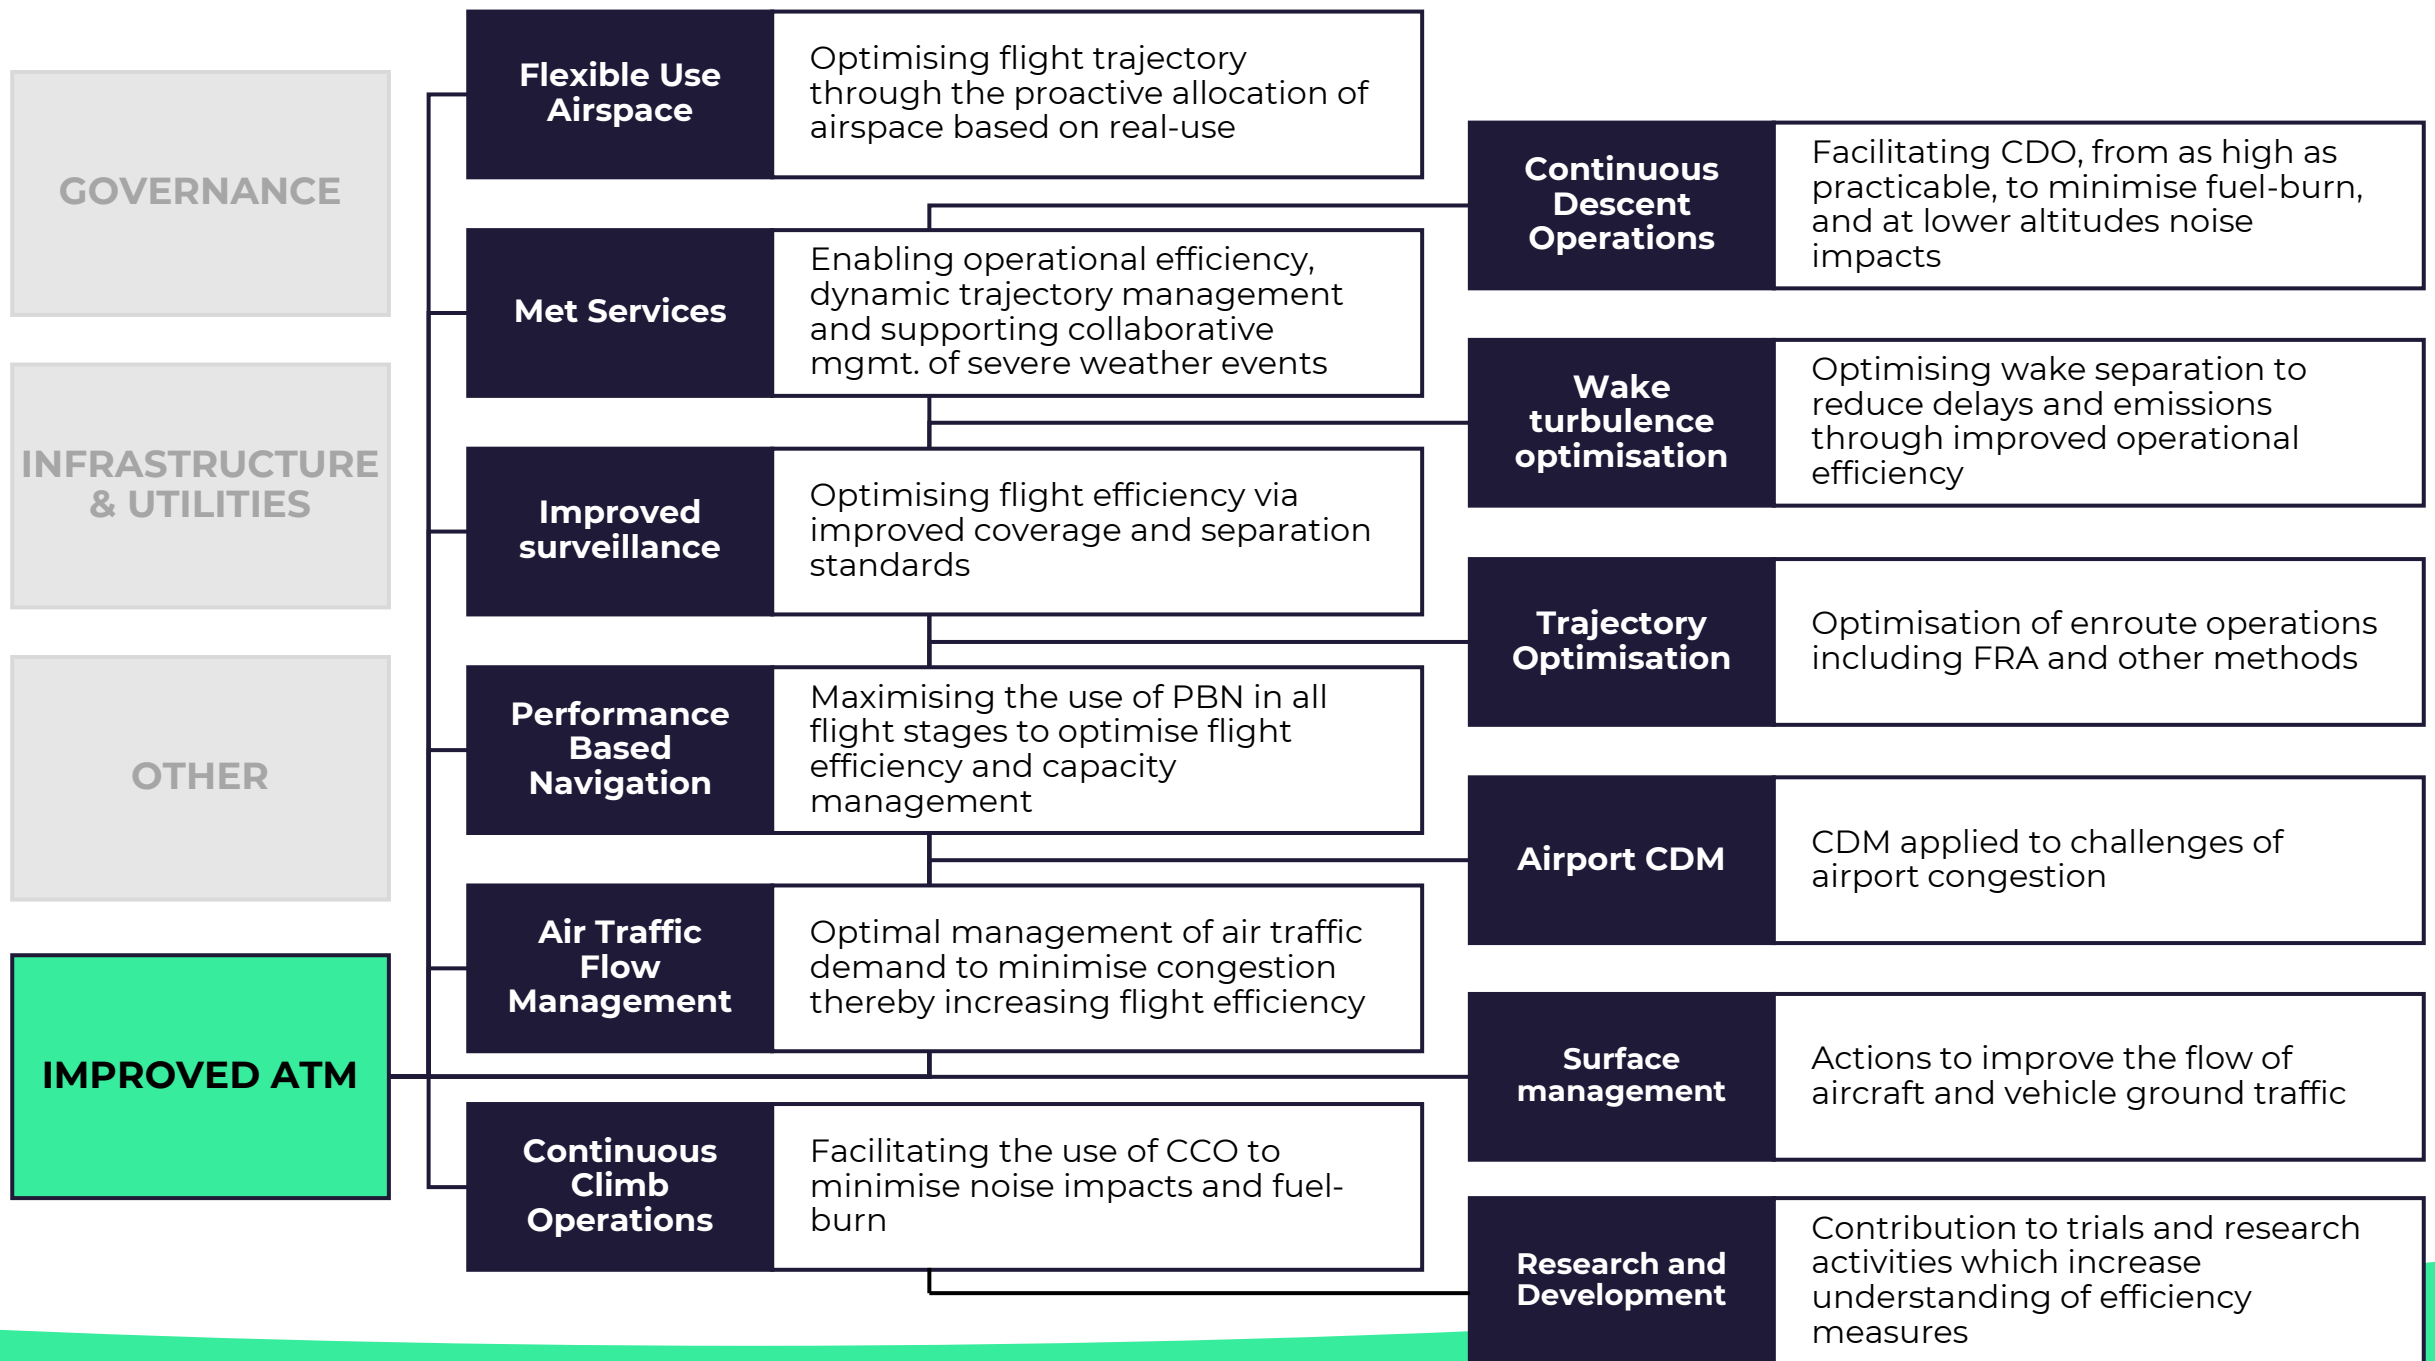 GOVERNANCE
INFRASTRUCTURE
& UTILITIES
OTHER
IMPROVED ATM
Flexible Use
Airspace
Optimising flight trajectory
through the proactive allocation of
airspace based on real-use
Met Services
Enabling operational efficiency,
dynamic trajectory management
and supporting collaborative
mgmt. of severe weather events
Improved
surveillance
Optimising flight efficiency via
improved coverage and separation
standards
Performance
Based
Navigation
Maximising the use of PBN in all
flight stages to optimise flight
efficiency and capacity
management
Air Traffic
Flow
Management
Optimal management of air traffic
demand to minimise congestion
thereby increasing flight efficiency
Continuous
Climb
Operations
Facilitating the use of CCO to
minimise noise impacts and fuel-
burn
Continuous
Descent
Operations
Facilitating CDO, from as high as
practicable, to minimise fuel-burn,
and at lower altitudes noise
impacts
Wake
turbulence
optimisation
Optimising wake separation to
reduce delays and emissions
through improved operational
efficiency
Trajectory
Optimisation
Optimisation of enroute operations
including FRA and other methods
Airport CDM
CDM applied to challenges of
airport congestion
Surface
management
Actions to improve the flow of
aircraft and vehicle ground traffic
Research and
Development
Contribution to trials and research
activities which increase
understanding of efficiency
measures